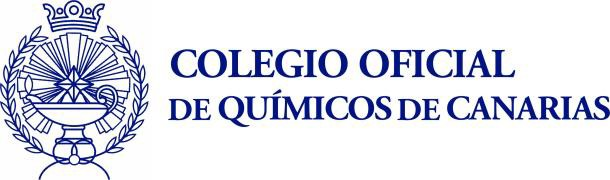 COLEGIO OFICIAL
DE QUÍMICOS DE CANARIAS